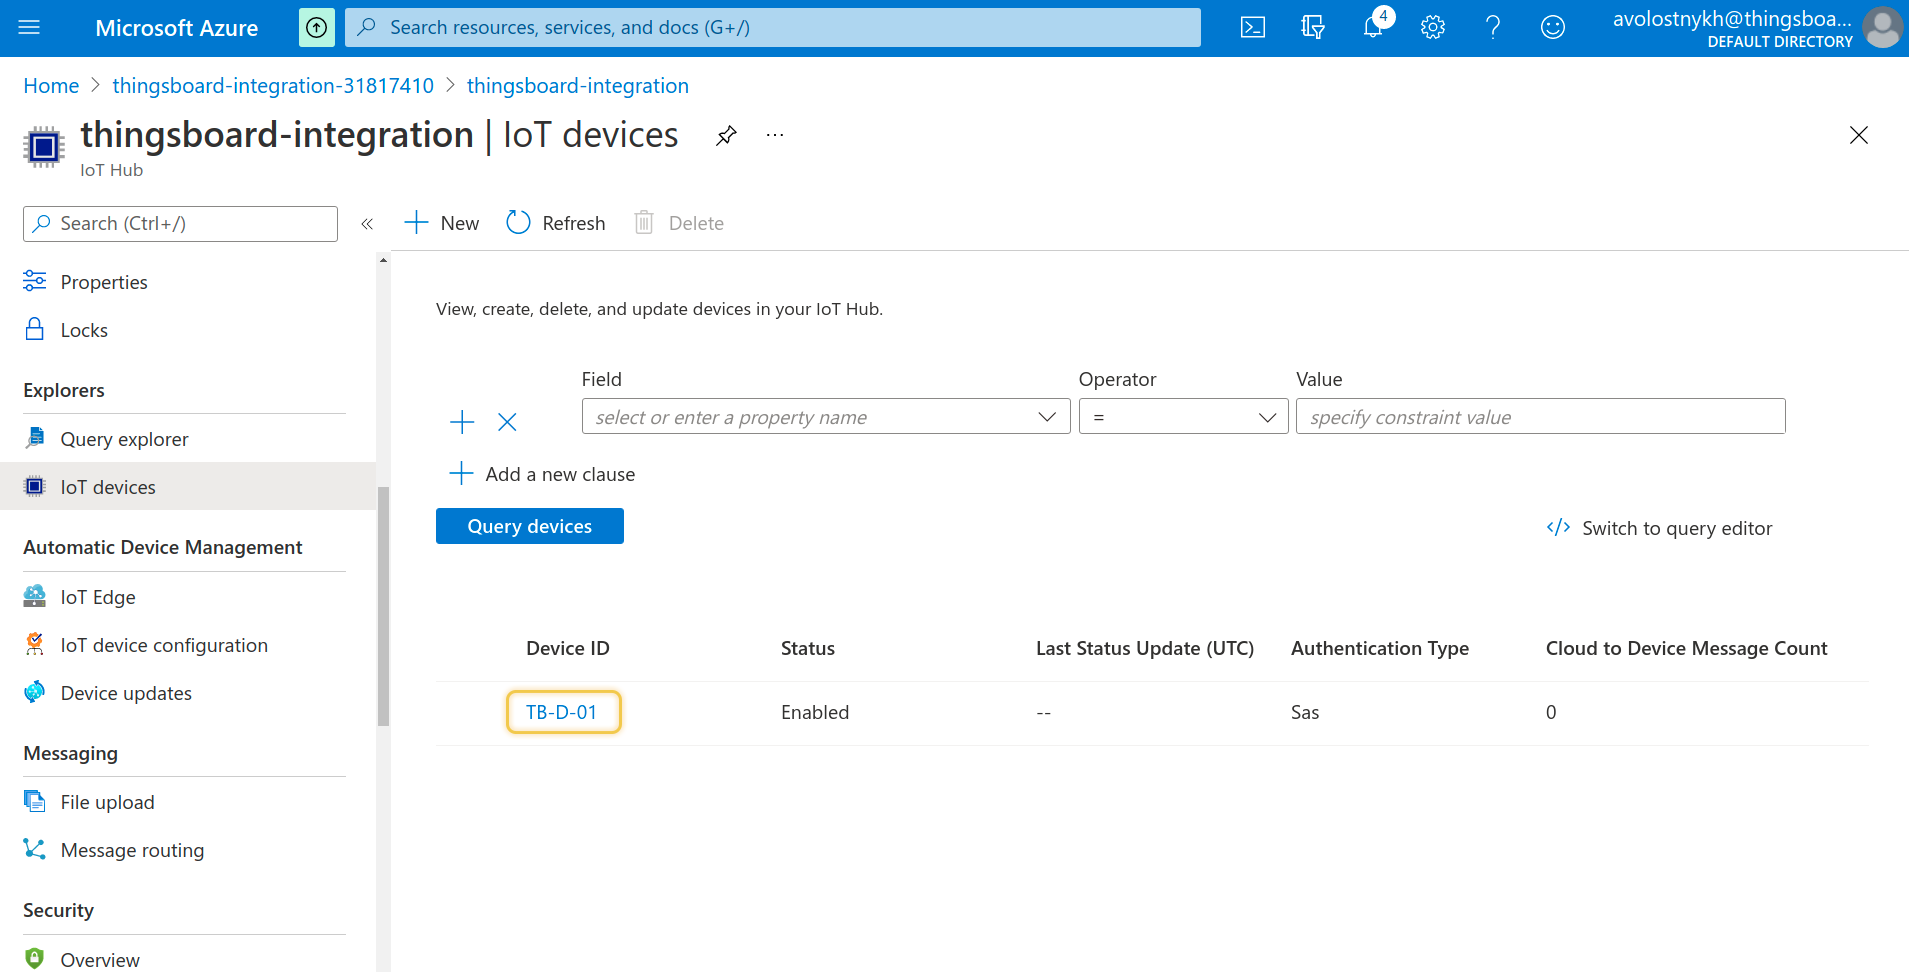 Microsoft Azure
Search resources, services, and docs (G+/)
4
avolostnykh@thingsboa...
DEFAULT DIRECTORY
Home > thingsboard-integration-31817410 > thingsboard-integration
thingsboard-integration | IoT devices ...
IoT Hub
Search (Ctrl+/)
«
New
Refresh
Delete
Properties
Locks
Explorers
Query explorer
IoT devices
Automatic Device Management
IoT Edge
IoT device configuration
Device updates
Messaging
File upload
Message routing
Security
Overview
View, create, delete, and update devices in your IoT Hub.
Field
Operator
Value
select or enter a property name
=
specify constraint value
Add a new clause
Query devices
</> Switch to query editor
Device ID Status Last Status Update (UTC) Authentication Type Cloud to Device Message Count
TB-D-01 Enabled -- Sas 0